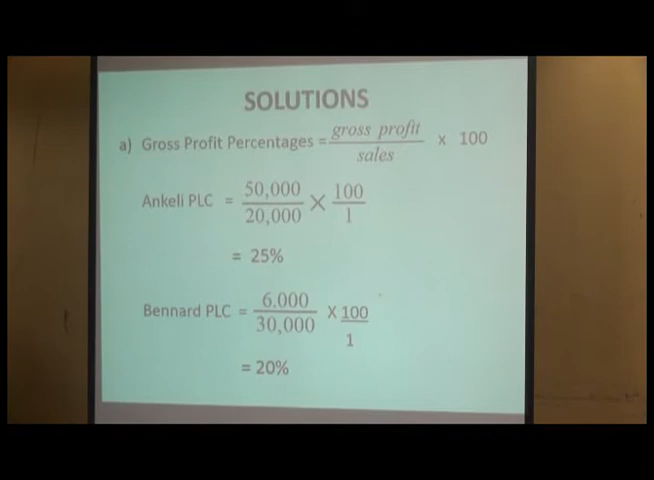 SOLUTIONS
a) Gross Profit Percentages = gross profit / sales x 100
Ankeli PLC = 50,000 / 20,000 × 100 / 1
= 25%
Bennard PLC = 6.000 / 30,000 X 100 / 1
= 20%